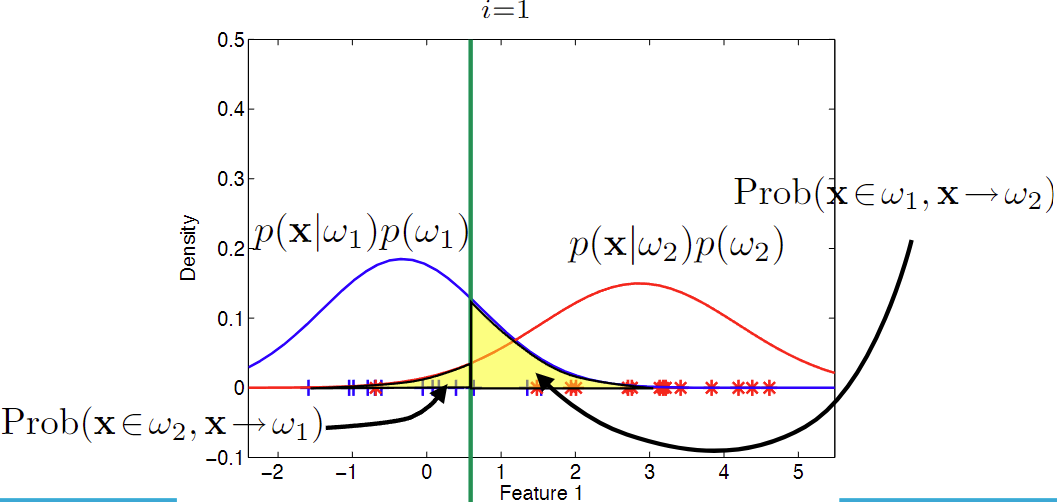 i=1
0.5
0.4
0.3
Prob(x∈ω₁, x→ω₂)
0.2
p(x|ω₁)p(ω₁)
p(x|ω₂)p(ω₂)
Density
0.1
0
Prob(x∈ω₂, x→ω₁)
−0.1
−2 −1 0 1 2 3 4 5
Feature 1